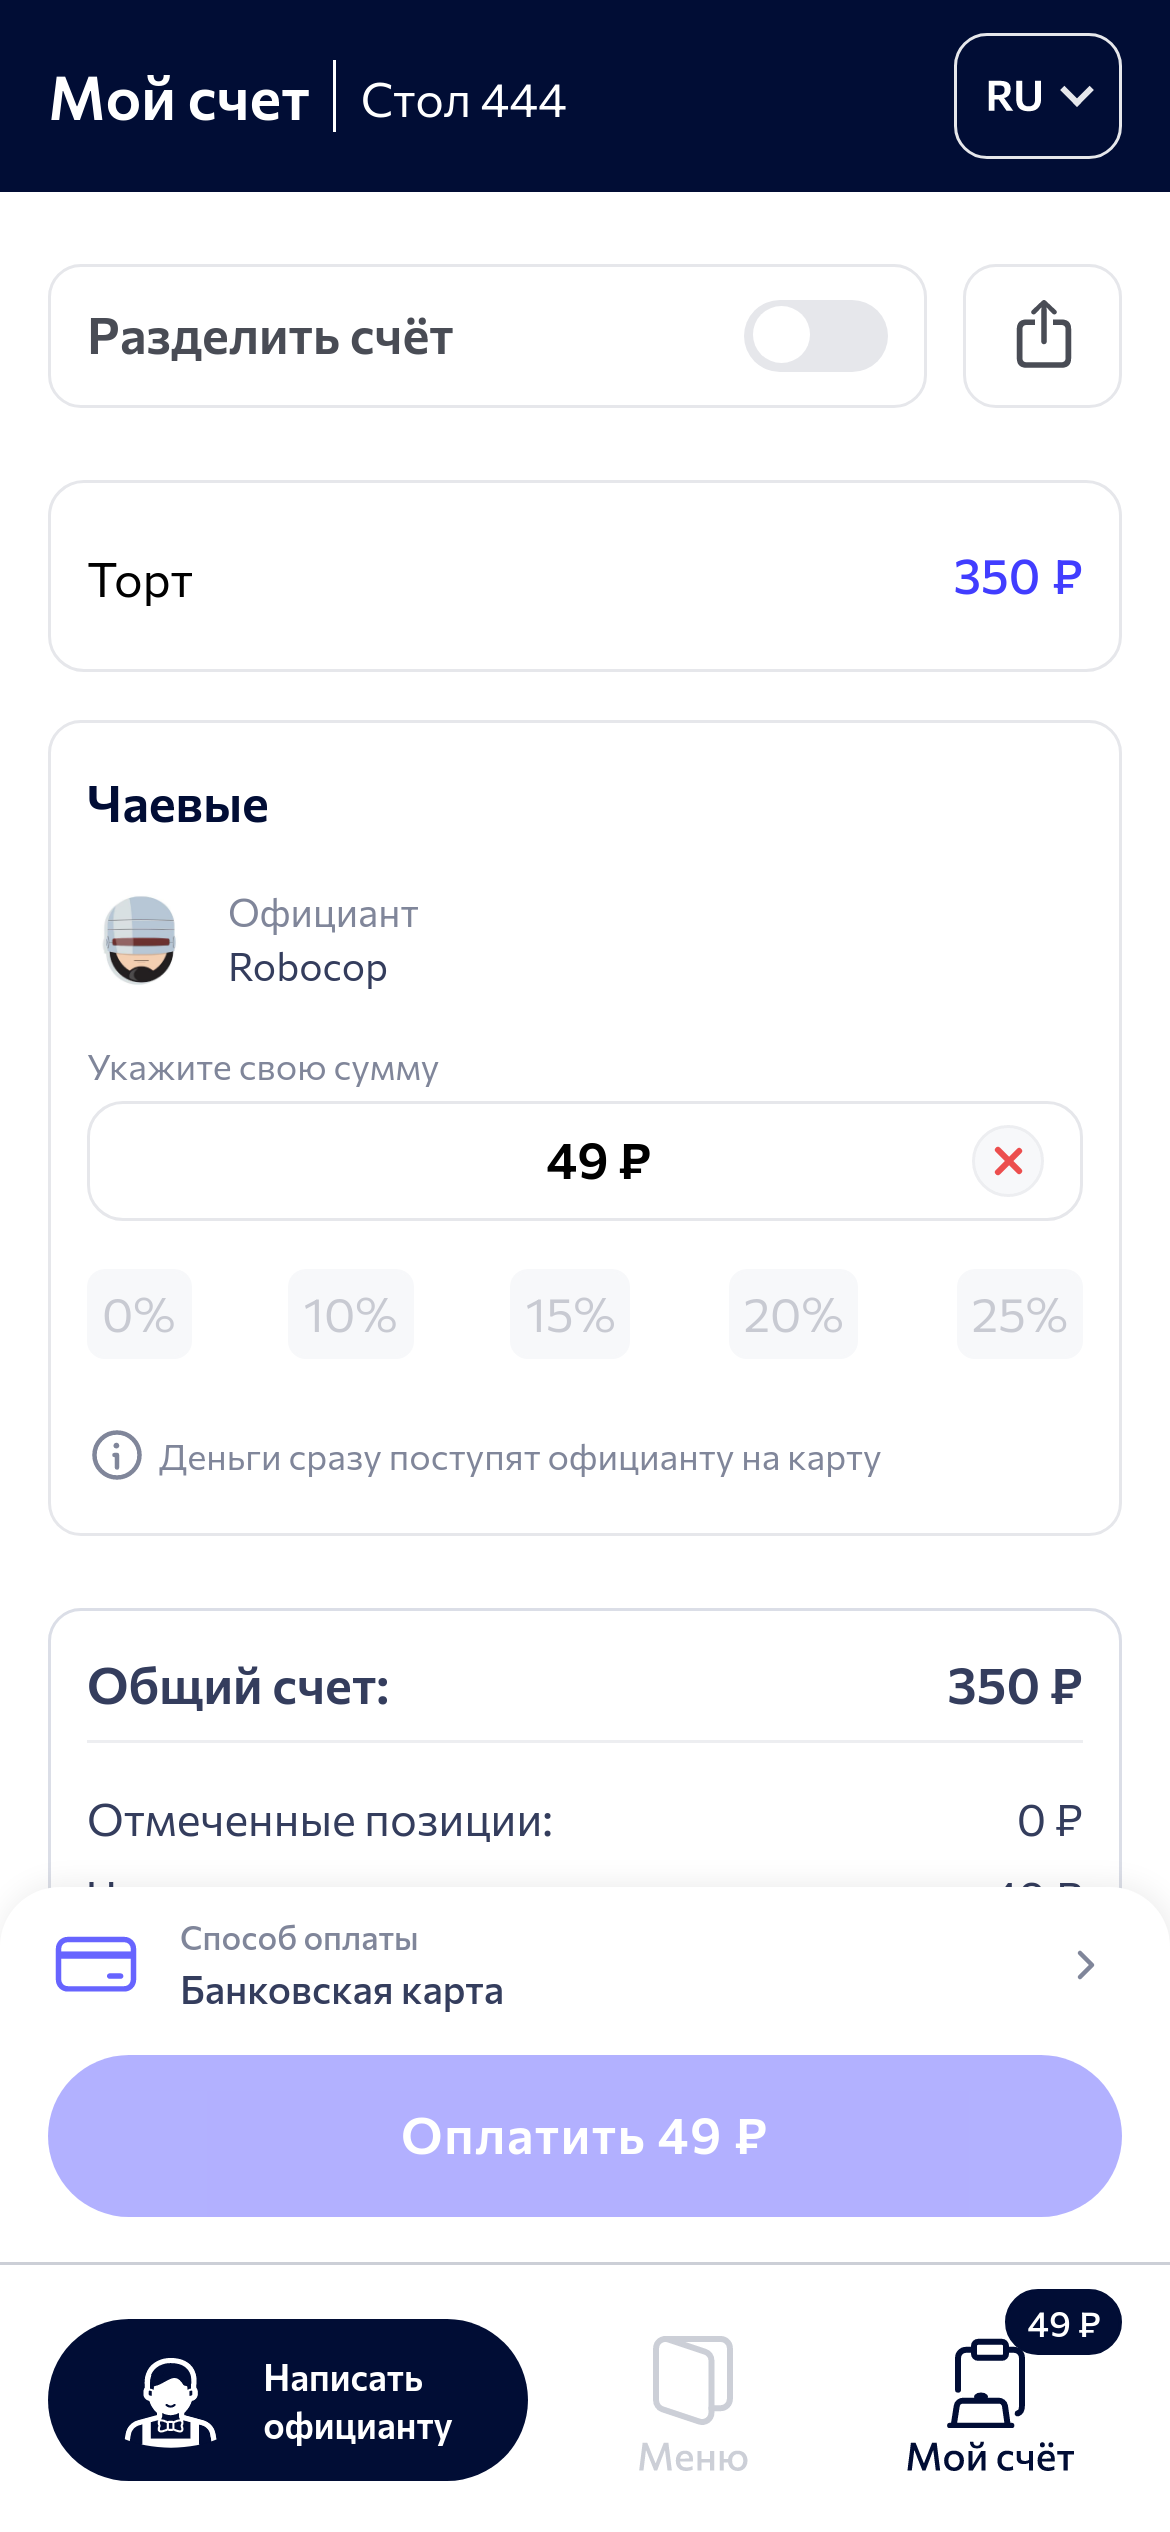 Мой счет
Стол 444
RU
Разделить счёт
Торт
350 ₽
Чаевые
Официант
Robocop
Укажите свою сумму
49 ₽
0%
10%
15%
20%
25%
Деньги сразу поступят официанту на карту
Общий счет:
350 ₽
Отмеченные позиции:
0 ₽
Способ оплаты
Банковская карта
Оплатить 49 ₽
Написать
официанту
Меню
49 ₽
Мой счёт